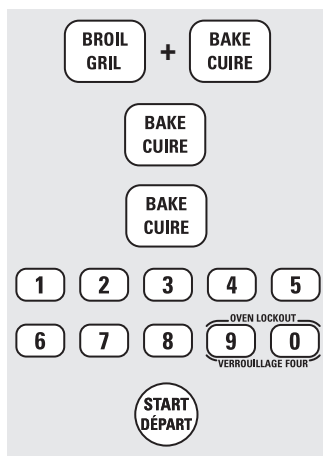 BROIL
GRIL
+
BAKE
CUIRE
BAKE
CUIRE
BAKE
CUIRE
1 2 3 4 5
OVEN LOCKOUT
6 7 8 9 0
VERROUILLAGE FOUR
START
DÉPART